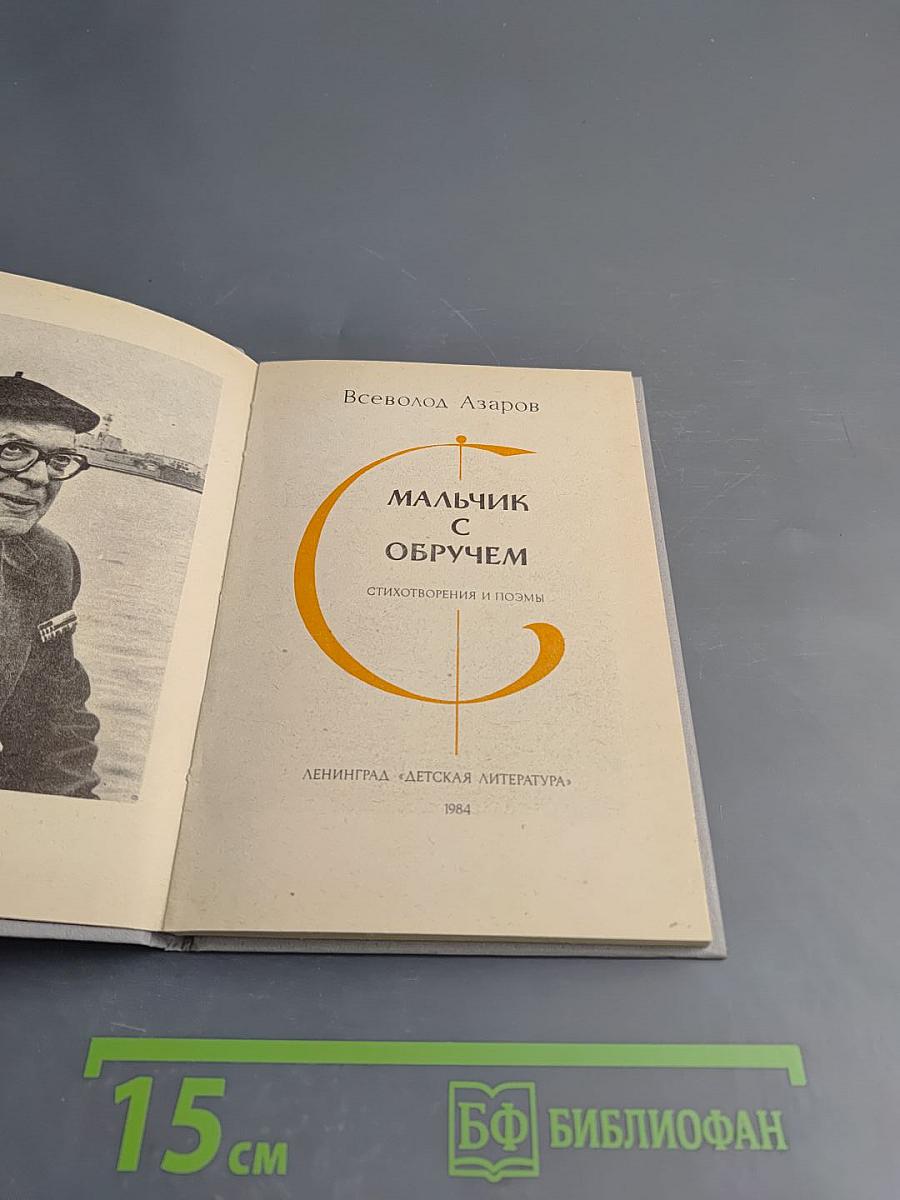 Всеволод Азаров
МАЛЬЧИК
С
ОБРУЧЕМ
СТИХОТВОРЕНИЯ И ПОЭМЫ
ЛЕНИНГРАД «ДЕТСКАЯ ЛИТЕРАТУРА»
1984
15 см
БФ БИБЛИОФАН